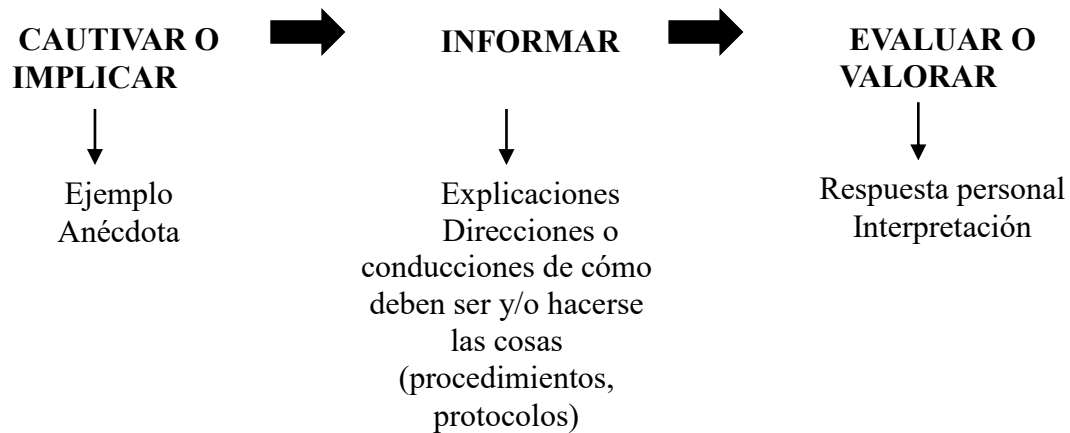 CAUTIVAR O
IMPLICAR
INFORMAR
EVALUAR O
VALORAR
Ejemplo
Anécdota
Explicaciones
Direcciones o
conducciones de cómo
deben ser y/o hacerse
las cosas
(procedimientos,
protocolos)
Respuesta personal
Interpretación